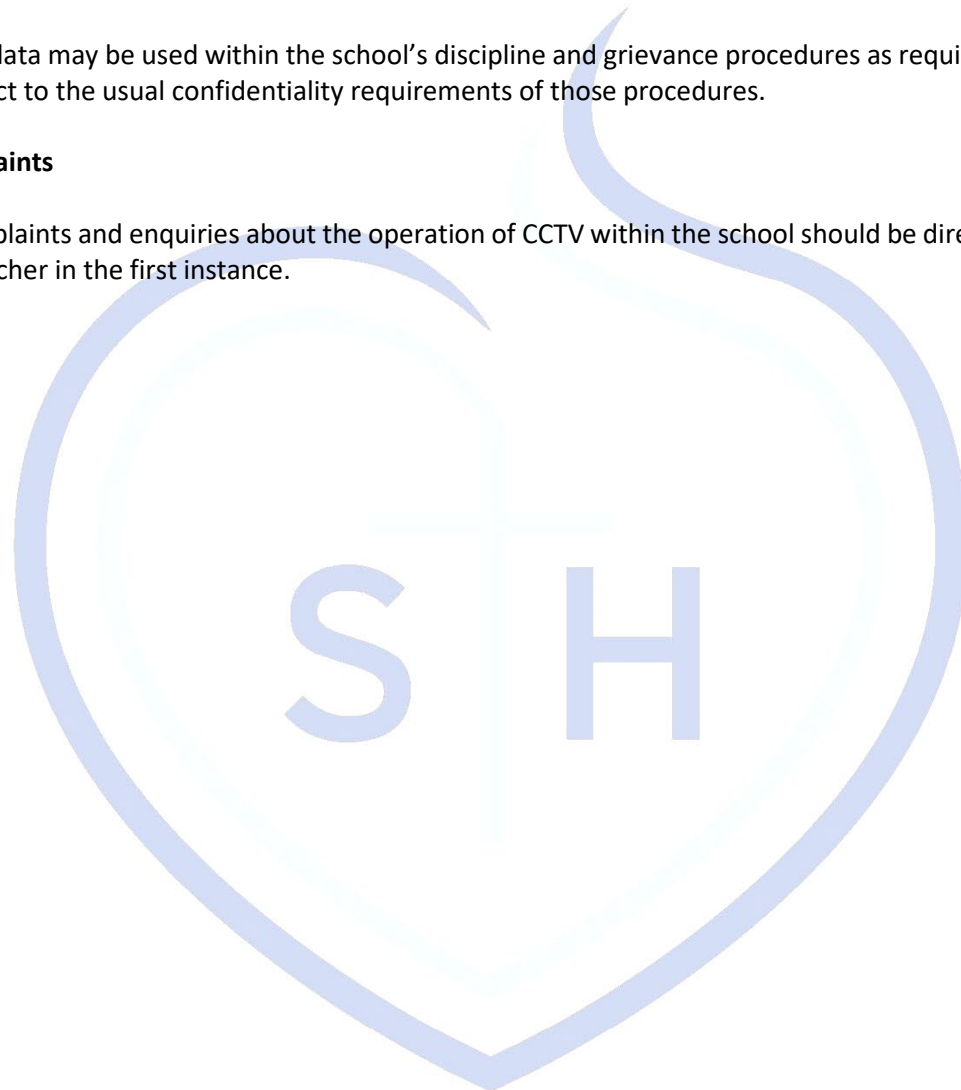 data may be used within the school’s discipline and grievance procedures as requi
ct to the usual confidentiality requirements of those procedures.
aints
plaints and enquiries about the operation of CCTV within the school should be dire
cher in the first instance.
S H